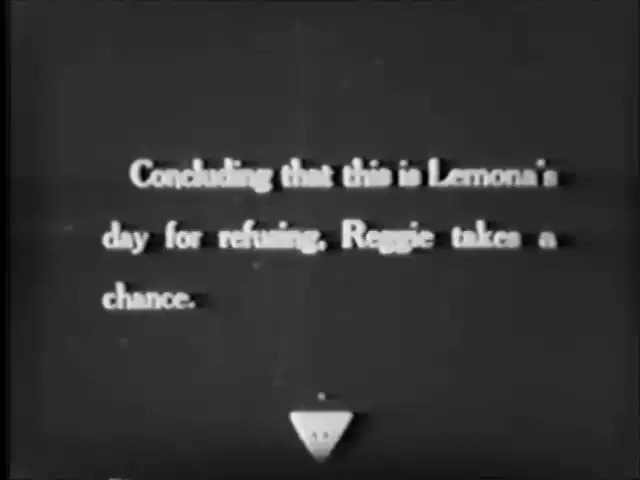 Concluding that this is Lemona's
day for refusing, Reggie takes a
chance.